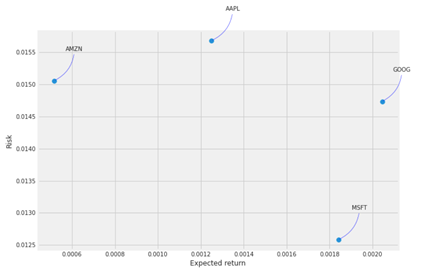 AAPL
AMZN
GOOG
MSFT
0.0155
0.0150
0.0145
0.0140
0.0135
0.0130
0.0125
Risk
0.0006 0.0008 0.0010 0.0012 0.0014 0.0016 0.0018 0.0020
Expected return